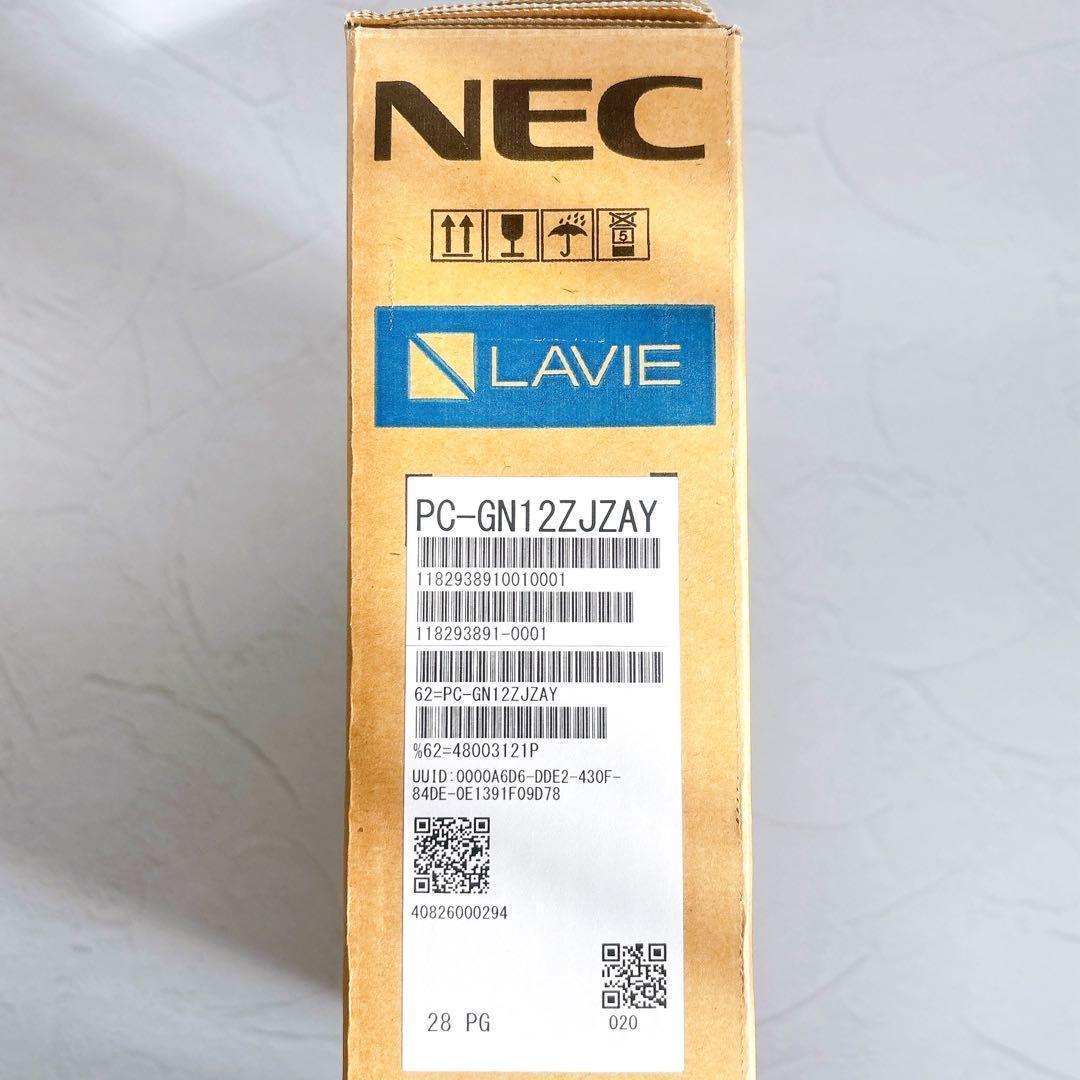 NEC
5
LAVIE
PC-GN12ZJZAY
1182938910010001
118293891-0001
62=PC-GN12ZJZAY
%62=48003121P
UUID:0000A6D6-DDE2-430F-
84DE-0E1391F09D78
40826000294
020
28 PG